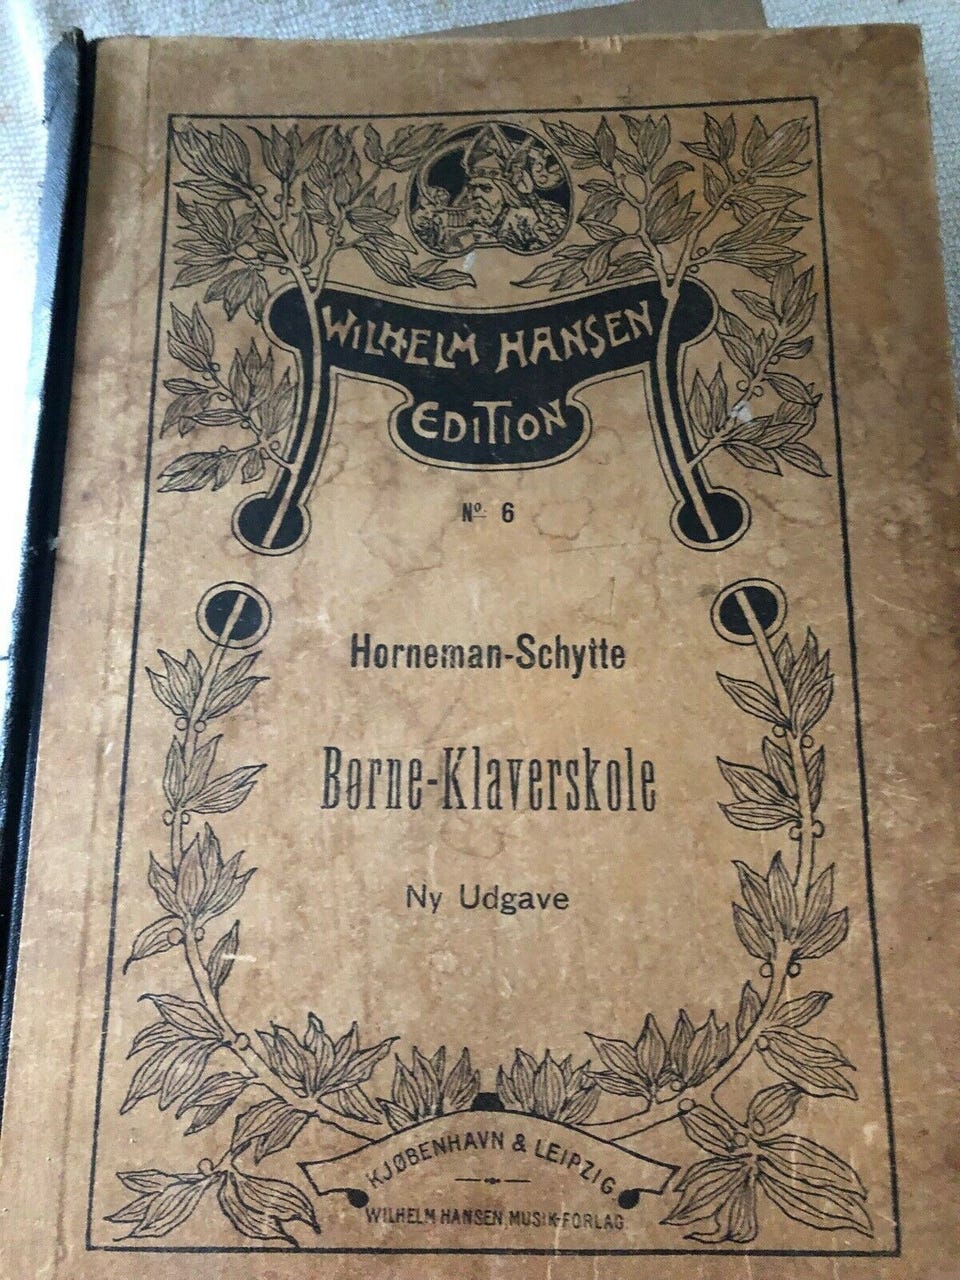 WILHELM HANSEN
EDITION
No. 6
Horneman-Schytte
Børne-Klaverskole
Ny Udgave
KJØBENHAVN & LEIPZIG.
WILHELM HANSEN, MUSIK-FORLAG.